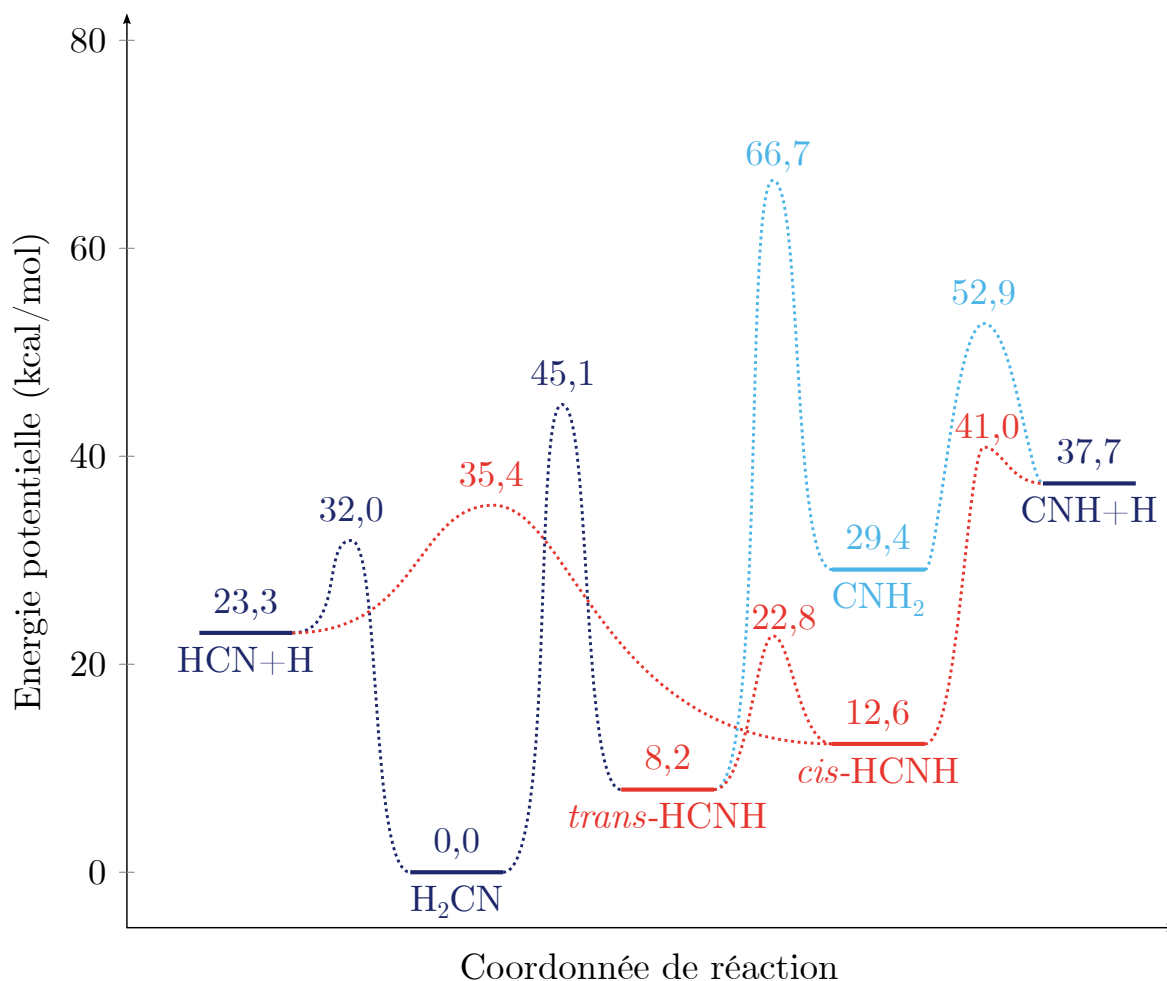 80
66,7
60
52,9
45,1
41,0
40
37,7
35,4
CNH+H
32,0
29,4
CNH₂
23,3
22,8
HCN+H
20
12,6
cis-HCNH
8,2
trans-HCNH
0,0
0
H₂CN
Energie potentielle (kcal/mol)
Coordonnée de réaction